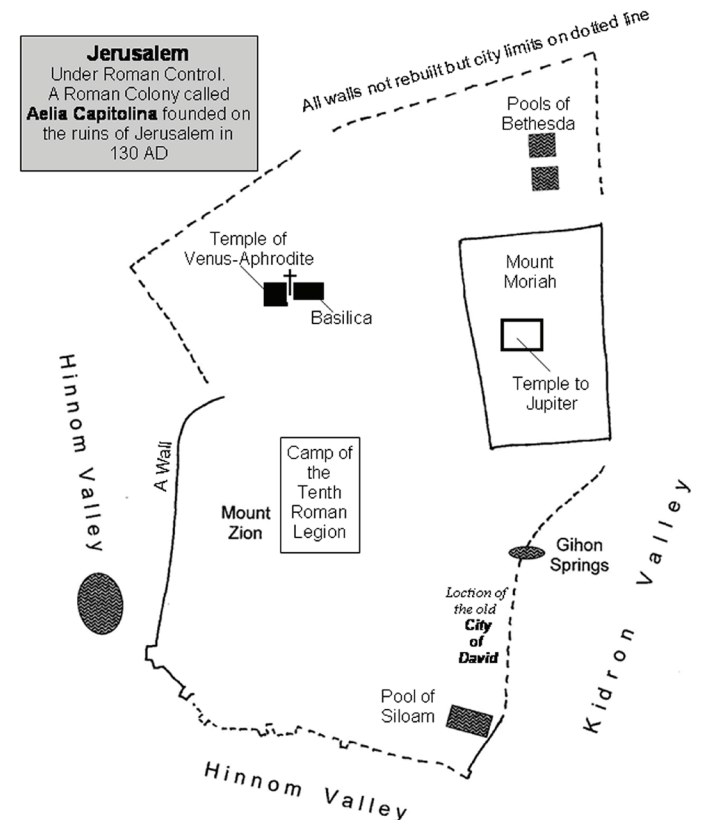 Jerusalem
Under Roman Control.
A Roman Colony called
Aelia Capitolina founded on
the ruins of Jerusalem in
130 AD
All walls not rebuilt but city limits on dotted line
Pools of
Bethesda
Temple of
Venus-Aphrodite
Basilica
Mount
Moriah
Temple to
Jupiter
Hinnom Valley
A Wall
Camp of
the
Tenth
Roman
Legion
Mount
Zion
Gihon
Springs
Kidron Valley
Loction of
the old
City
of
David
Pool of
Siloam
Hinnom Valley